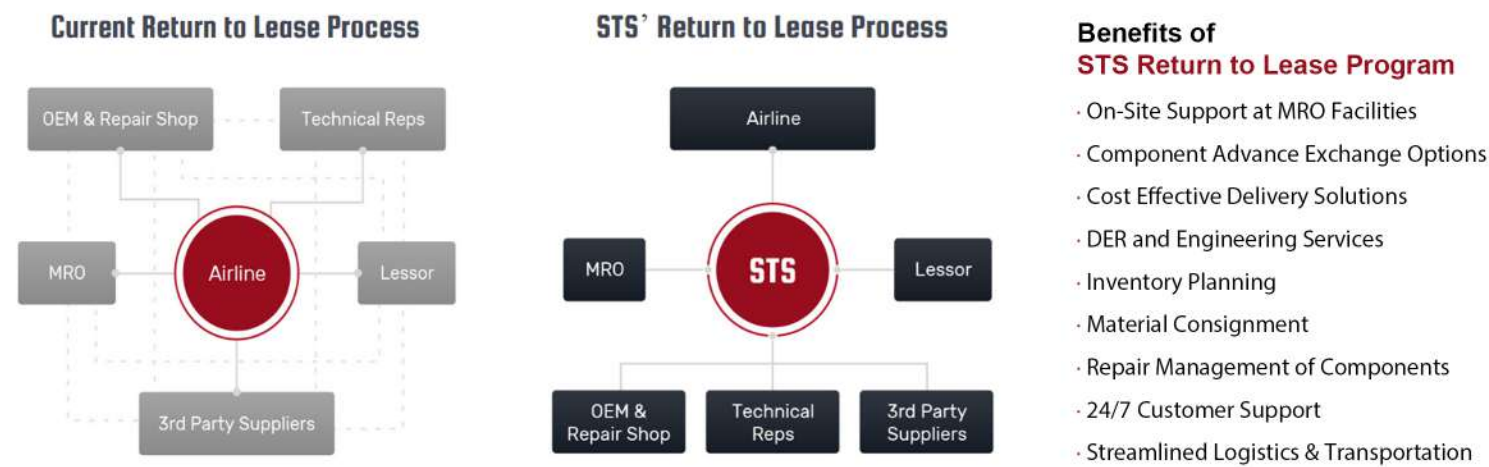 Current Return to Lease Process
OEM & Repair Shop
Technical Reps
MRO
Airline
Lessor
3rd Party Suppliers
STS’ Return to Lease Process
Airline
MRO
STS
Lessor
OEM &
Repair Shop
Technical
Reps
3rd Party
Suppliers
Benefits of
STS Return to Lease Program
· On-Site Support at MRO Facilities
· Component Advance Exchange Options
· Cost Effective Delivery Solutions
· DER and Engineering Services
· Inventory Planning
· Material Consignment
· Repair Management of Components
· 24/7 Customer Support
· Streamlined Logistics & Transportation